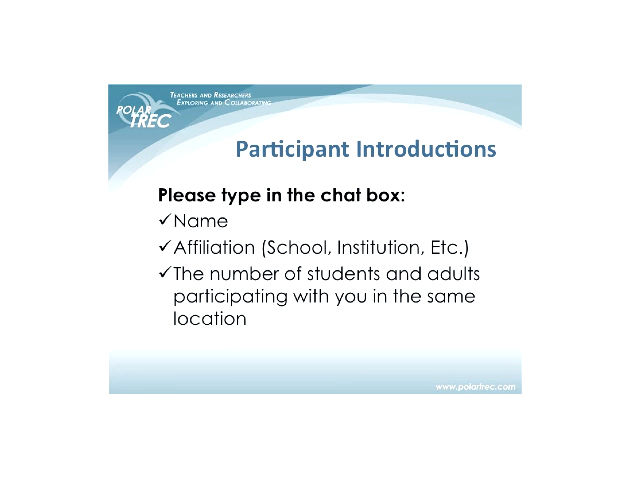 TEACHERS AND RESEARCHERS
EXPLORING AND COLLABORATING
POLAR
TREC
Participant Introductions
Please type in the chat box:
✓Name
✓Affiliation (School, Institution, Etc.)
✓The number of students and adults
participating with you in the same
location
www.polartrec.com